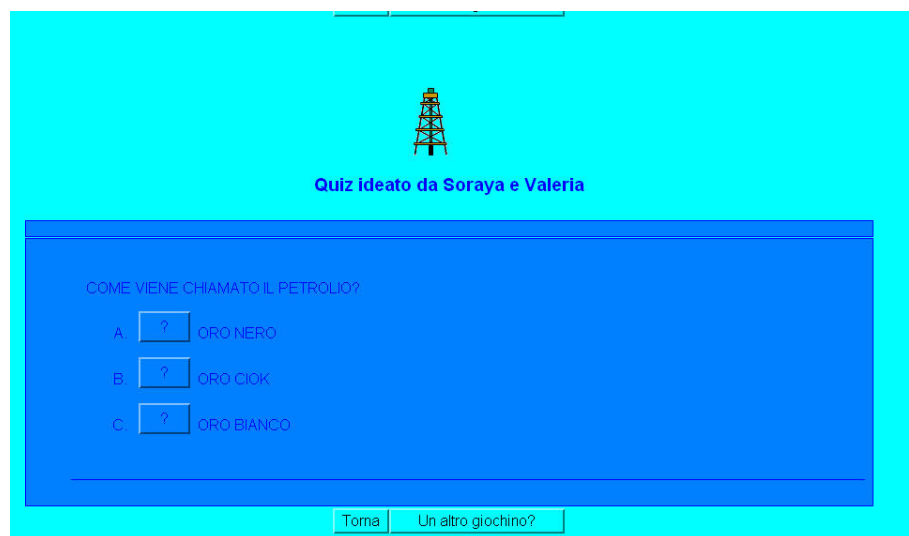 Quiz ideato da Soraya e Valeria
COME VIENE CHIAMATO IL PETROLIO?
A. ? ORO NERO
B. ? ORO CIOK
C. ? ORO BIANCO
Torna Un altro giochino?